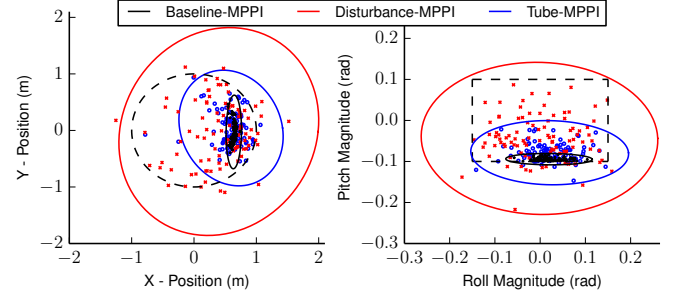 Baseline-MPPI Disturbance-MPPI Tube-MPPI
Y - Position (m)
2
1
0
−1
−2
−2 −1 0 1 2
X - Position (m)
Pitch Magnitude (rad)
0.2
0.1
0.0
−0.1
−0.2
−0.3
−0.3 −0.2 −0.1 0.0 0.1 0.2
Roll Magnitude (rad)